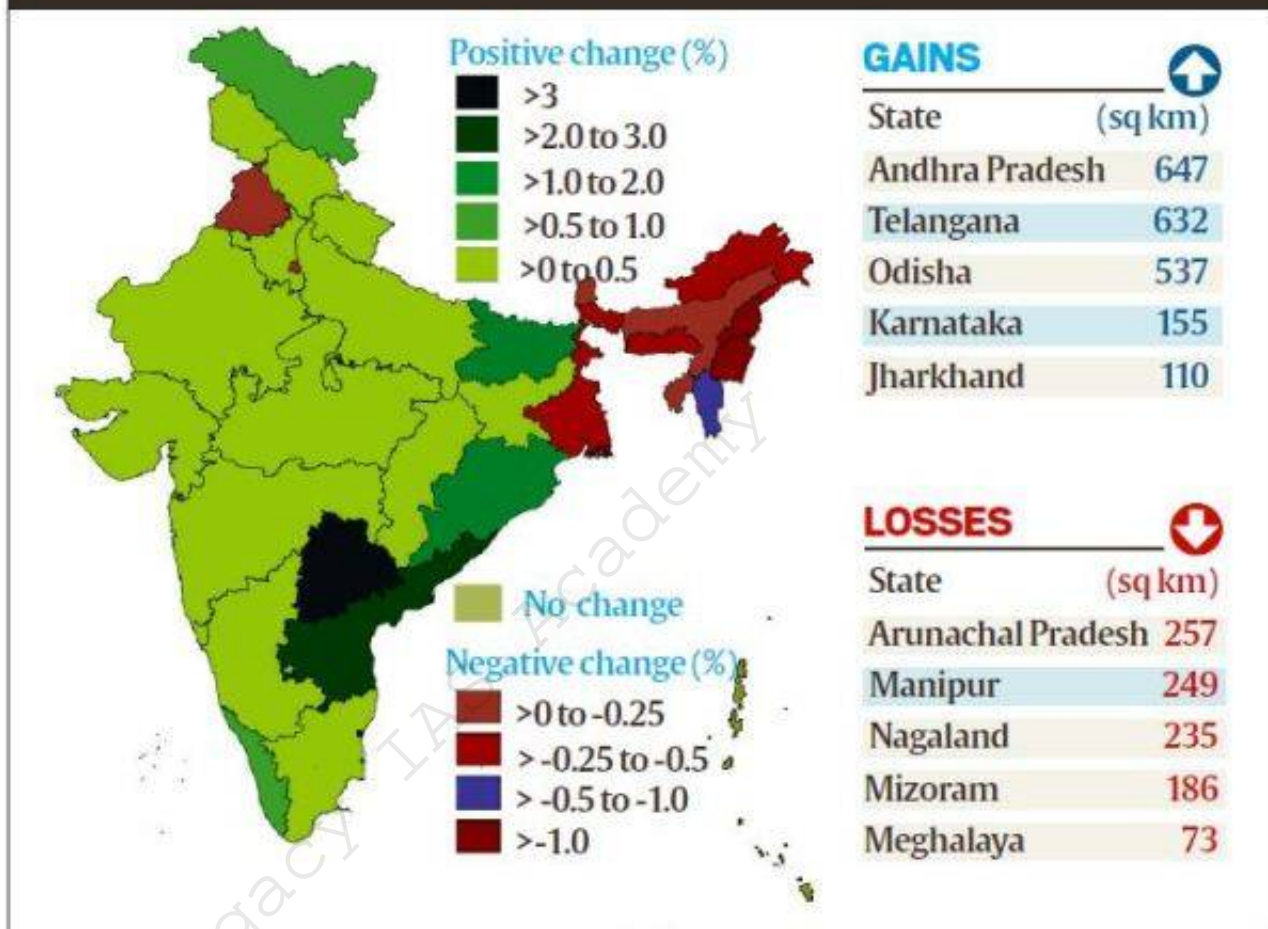 Positive change (%)
>3
>2.0 to 3.0
>1.0 to 2.0
>0.5 to 1.0
>0 to 0.5
No change
Negative change (%)
>0 to -0.25
> -0.25 to -0.5
> -0.5 to -1.0
>-1.0
GAINS
State (sq km)
Andhra Pradesh 647
Telangana 632
Odisha 537
Karnataka 155
Jharkhand 110
LOSSES
State (sq km)
Arunachal Pradesh 257
Manipur 249
Nagaland 235
Mizoram 186
Meghalaya 73
IAS Academy